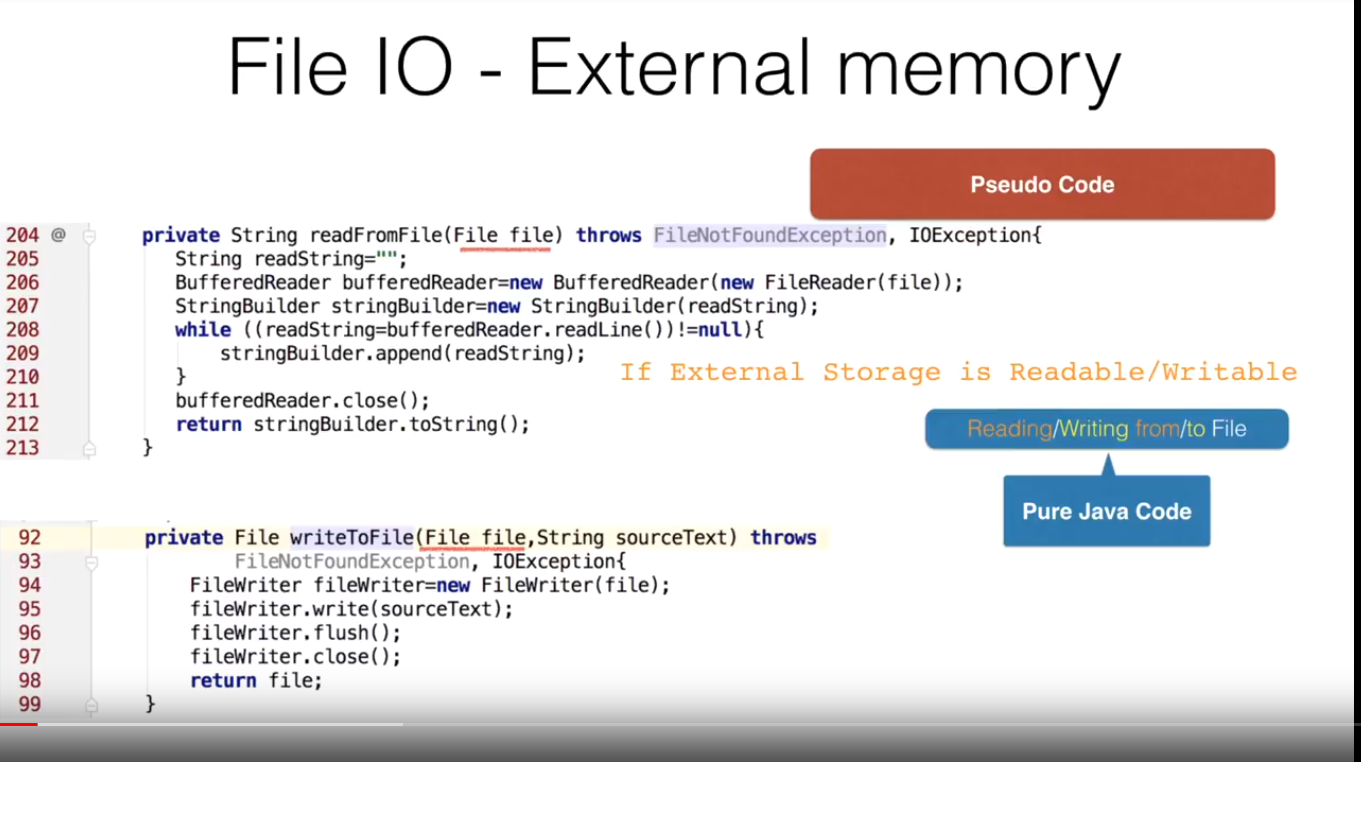 File IO - External memory
Pseudo Code
204 @ private String readFromFile(File file) throws FileNotFoundException, IOException{
205 String readString="";
206 BufferedReader bufferedReader=new BufferedReader(new FileReader(file));
207 StringBuilder stringBuilder=new StringBuilder(readString);
208 while ((readString=bufferedReader.readLine())!=null){
209 stringBuilder.append(readString);
210 }
211 bufferedReader.close();
212 return stringBuilder.toString();
213 }
If External Storage is Readable/Writable
Reading/Writing from/to File
Pure Java Code
92 private File writeToFile(File file,String sourceText) throws
93 FileNotFoundException, IOException{
94 FileWriter fileWriter=new FileWriter(file);
95 fileWriter.write(sourceText);
96 fileWriter.flush();
97 fileWriter.close();
98 return file;
99 }